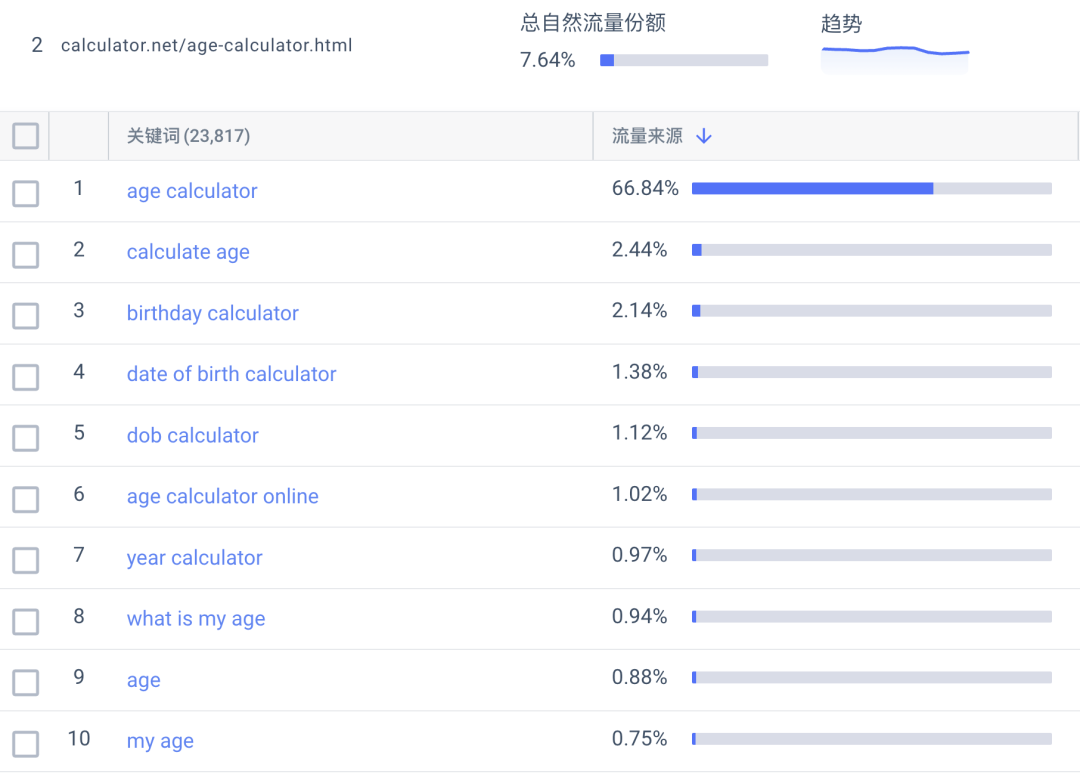 总自然流量份额 趋势
2 calculator.net/age-calculator.html
7.64%
关键词 (23,817) 流量来源
1 age calculator 66.84%
2 calculate age 2.44%
3 birthday calculator 2.14%
4 date of birth calculator 1.38%
5 dob calculator 1.12%
6 age calculator online 1.02%
7 year calculator 0.97%
8 what is my age 0.94%
9 age 0.88%
10 my age 0.75%